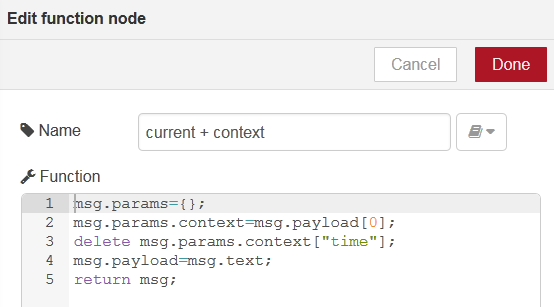 Edit function node
Cancel
Done
Name
current + context
Function
1 msg.params={};
2 msg.params.context=msg.payload[0];
3 delete msg.params.context["time"];
4 msg.payload=msg.text;
5 return msg;